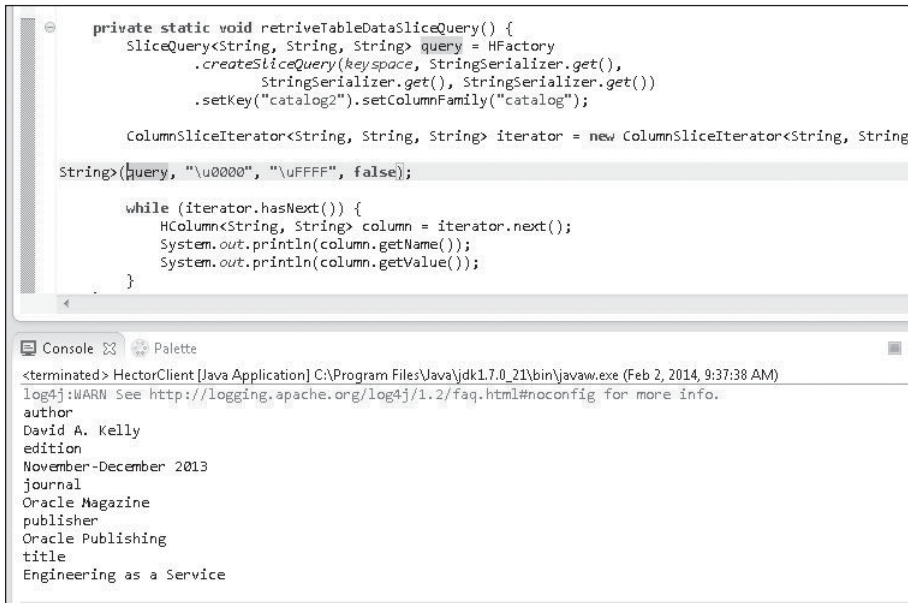 private static void retriveTableDataSliceQuery() {
SliceQuery<String, String, String> query = HFactory
.createSliceQuery(keyspace, StringSerializer.get(),
StringSerializer.get(), StringSerializer.get())
.setKey("catalog2").setColumnFamily("catalog");
ColumnSliceIterator<String, String, String> iterator = new ColumnSliceIterator<String, String
String>(query, "\u0000", "\uFFFF", false);
while (iterator.hasNext()) {
HColumn<String, String> column = iterator.next();
System.out.println(column.getName());
System.out.println(column.getValue());
}
Console Palette
<terminated> HectorClient [Java Application] C:\Program Files\Java\jdk1.7.0_21\bin\javaw.exe (Feb 2, 2014, 9:37:38 AM)
log4j:WARN See http://logging.apache.org/log4j/1.2/faq.html#noconfig for more info.
author
David A. Kelly
edition
November-December 2013
journal
Oracle Magazine
publisher
Oracle Publishing
title
Engineering as a Service